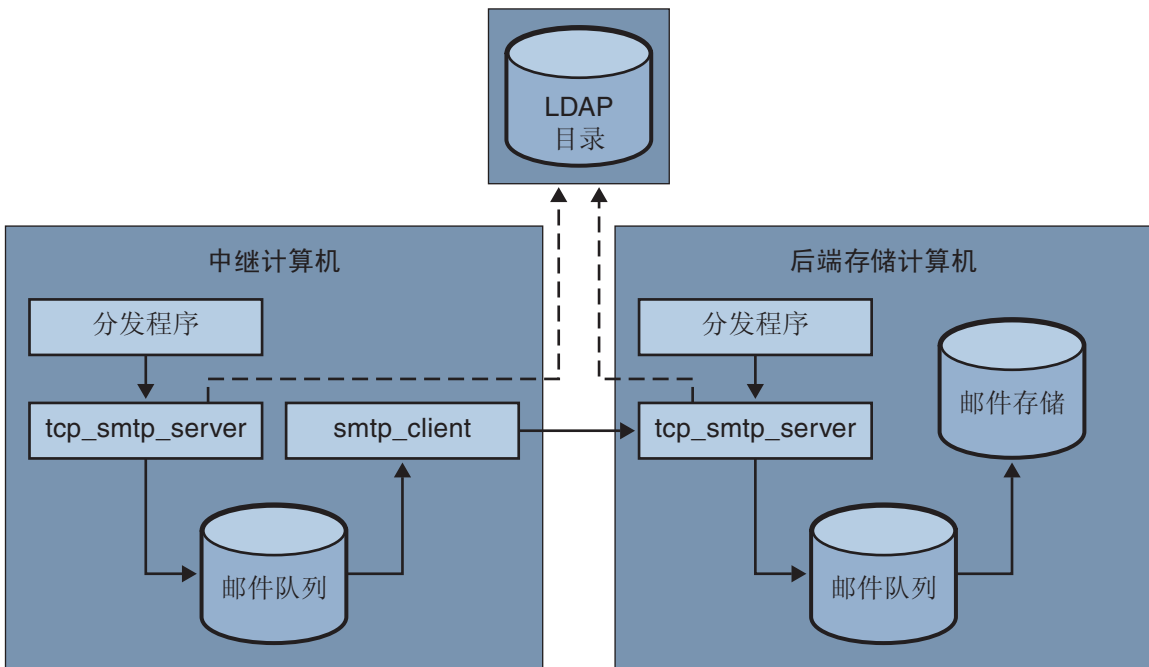 LDAP
目录
中继计算机
分发程序
tcp_smtp_server
smtp_client
邮件队列
后端存储计算机
分发程序
tcp_smtp_server
邮件存储
邮件队列